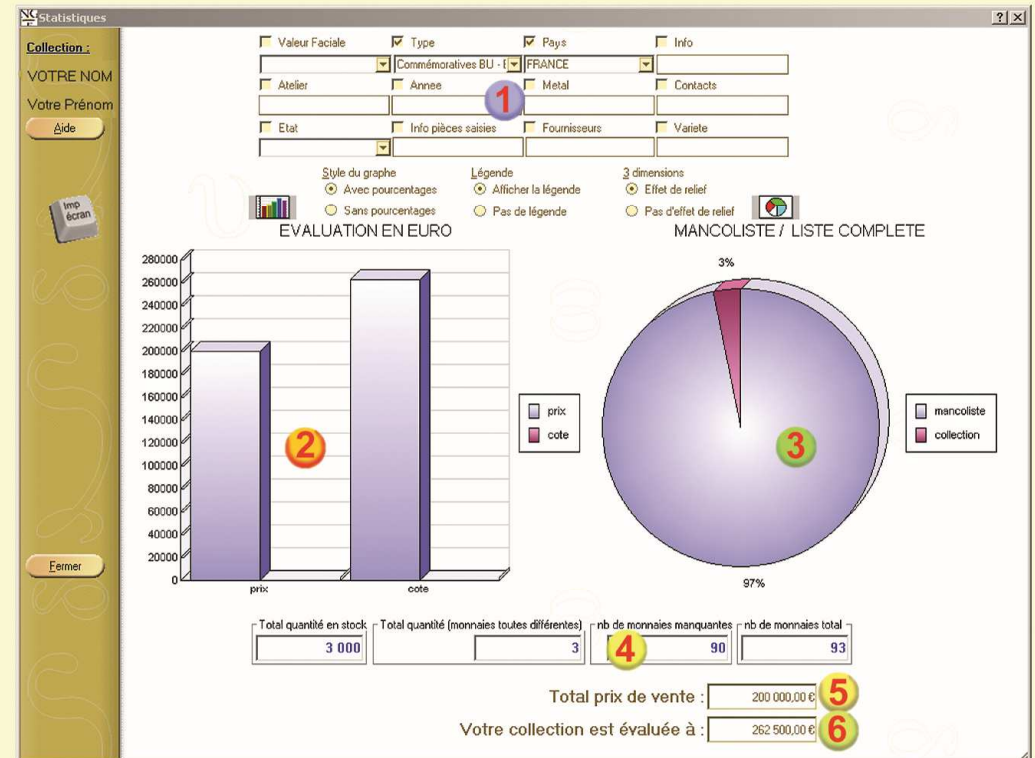 Statistiques
Collection :
VOTRE NOM
Votre Prénom
Aide
Imp
écran
Fermer
Valeur Faciale Type Pays Info
Commémoratives BU - FRANCE
Atelier Annee Metal Contacts
1
Etat Info pièces saisies Fournisseurs Variete
Style du graphe Légende 3 dimensions
Avec pourcentages Afficher la légende Effet de relief
Sans pourcentages Pas de légende Pas d'effet de relief
EVALUATION EN EURO
280000
260000
240000
220000
200000
180000
160000
140000
120000
100000
80000
60000
40000
20000
0
prix cote
2
prix
cote
MANCOLISTE / LISTE COMPLETE
3%
3
97%
mancoliste
collection
Total quantité en stock Total quantité (monnaies toutes différentes) nb de monnaies manquantes nb de monnaies total
3 000 3 4 90 93
Total prix de vente : 200 000,00 € 5
Votre collection est évaluée à : 262 500,00 € 6